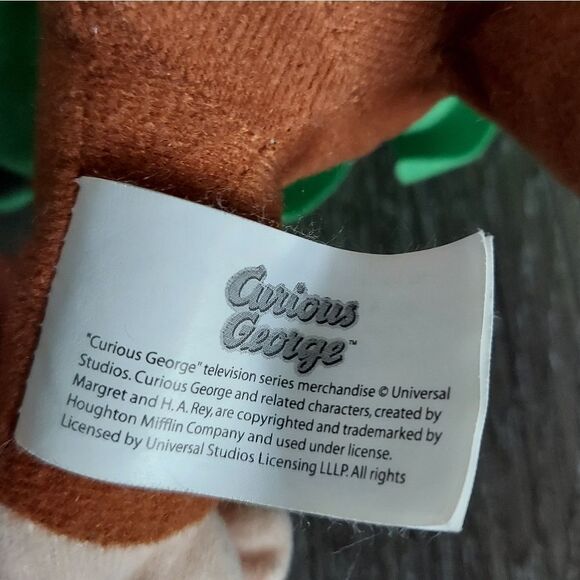 Curious
George™
"Curious George" television series merchandise © Universal
Studios. Curious George and related characters, created by
Margret and H. A. Rey, are copyrighted and trademarked by
Houghton Mifflin Company and used under license.
Licensed by Universal Studios Licensing LLLP. All rights